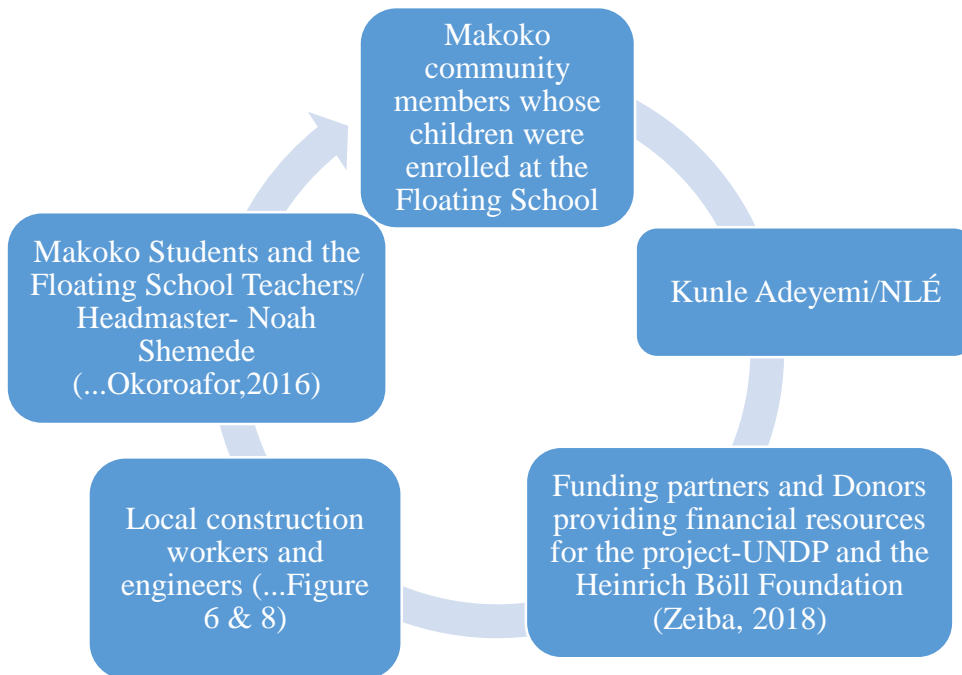 Makoko
community
members whose
children were
enrolled at the
Floating School
Kunle Adeyemi/NLÉ
Funding partners and Donors
providing financial resources
for the project-UNDP and the
Heinrich Böll Foundation
(Zeiba, 2018)
Local construction
workers and
engineers (...Figure
6 & 8)
Makoko Students and the
Floating School Teachers/
Headmaster- Noah
Shemede
(...Okoroafor,2016)